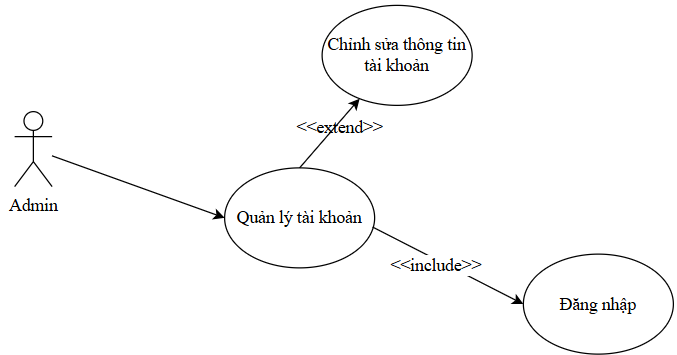 Chỉnh sửa thông tin
tài khoản
<<extend>>
Admin
Quản lý tài khoản
<<include>>
Đăng nhập